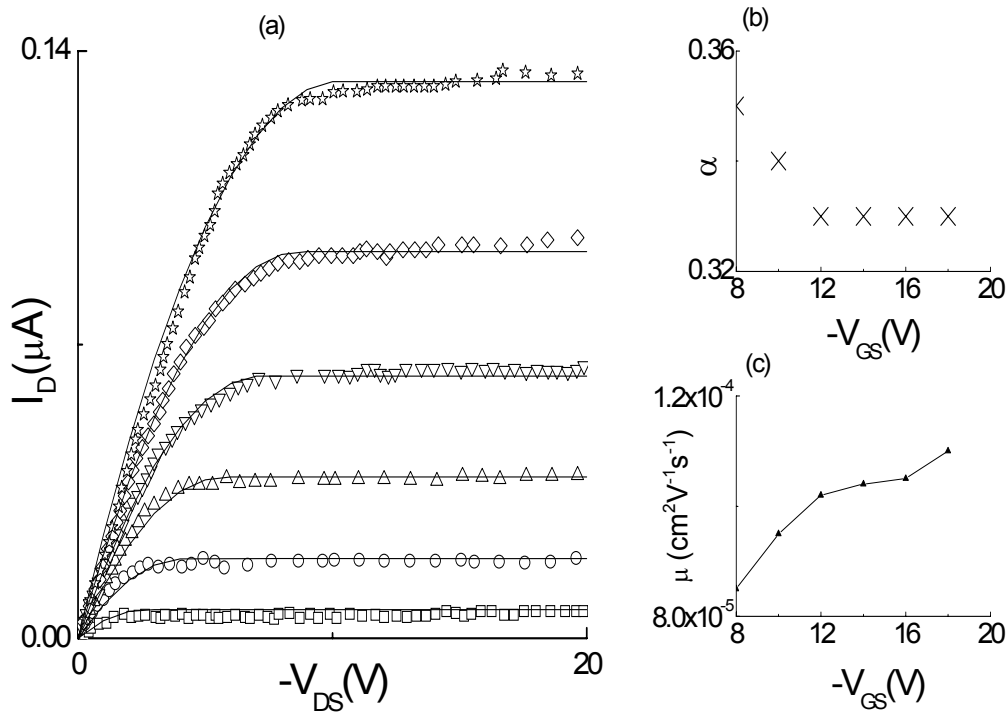 (a)
0.14
0.00
I_D(μA)
0
20
-V_DS(V)
(b)
0.36
0.32
α
8
12
16
20
-V_GS(V)
(c)
1.2x10^-4
8.0x10^-5
μ (cm^2V^-1s^-1)
8
12
16
20
-V_GS(V)